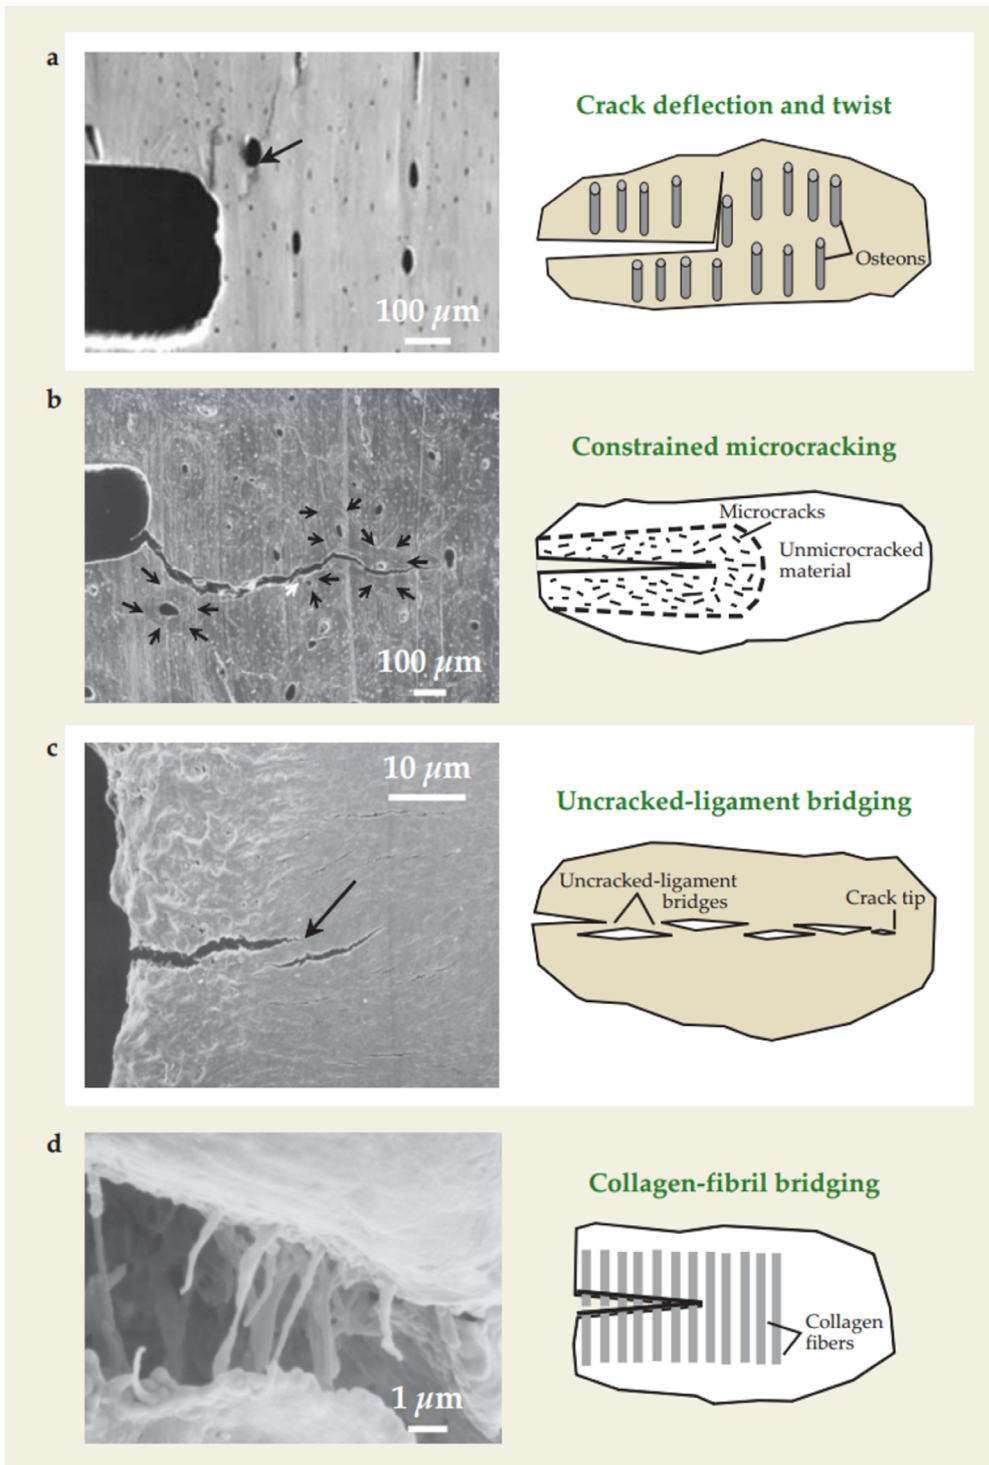 a
Crack deflection and twist
Osteons
100 μm
b
Constrained microcracking
Microcracks
Unmicrocracked
material
100 μm
c
10 μm
Uncracked-ligament bridging
Uncracked-ligament
bridges
Crack tip
d
Collagen-fibril bridging
Collagen
fibers
1 μm